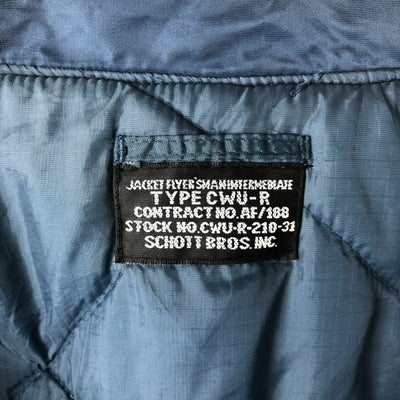 JACKET FLYER'S MAN INTERMEDIATE
TYPE CWU-R
CONTRACT NO. AF/188
STOCK NO. CWU-R-210-31
SCHOTT BROS. INC.